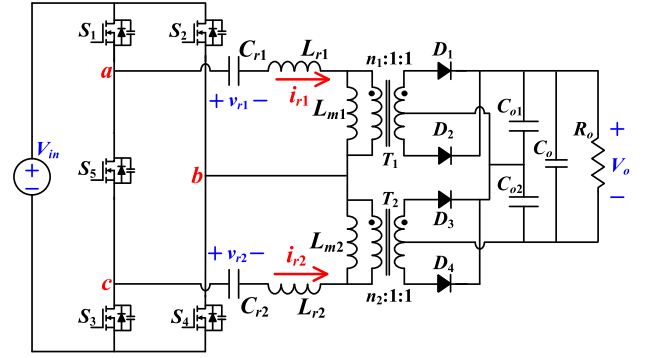 S1
S2
a
Cr1
Lr1
n1:1:1
D1
+ vr1 −
ir1
Lm1
D2
Co1
Ro
+
Vin
+
−
S5
b
T1
Co
Vo
T2
D3
Co2
−
c
+ vr2 −
ir2
Lm2
D4
S3
S4
Cr2
Lr2
n2:1:1